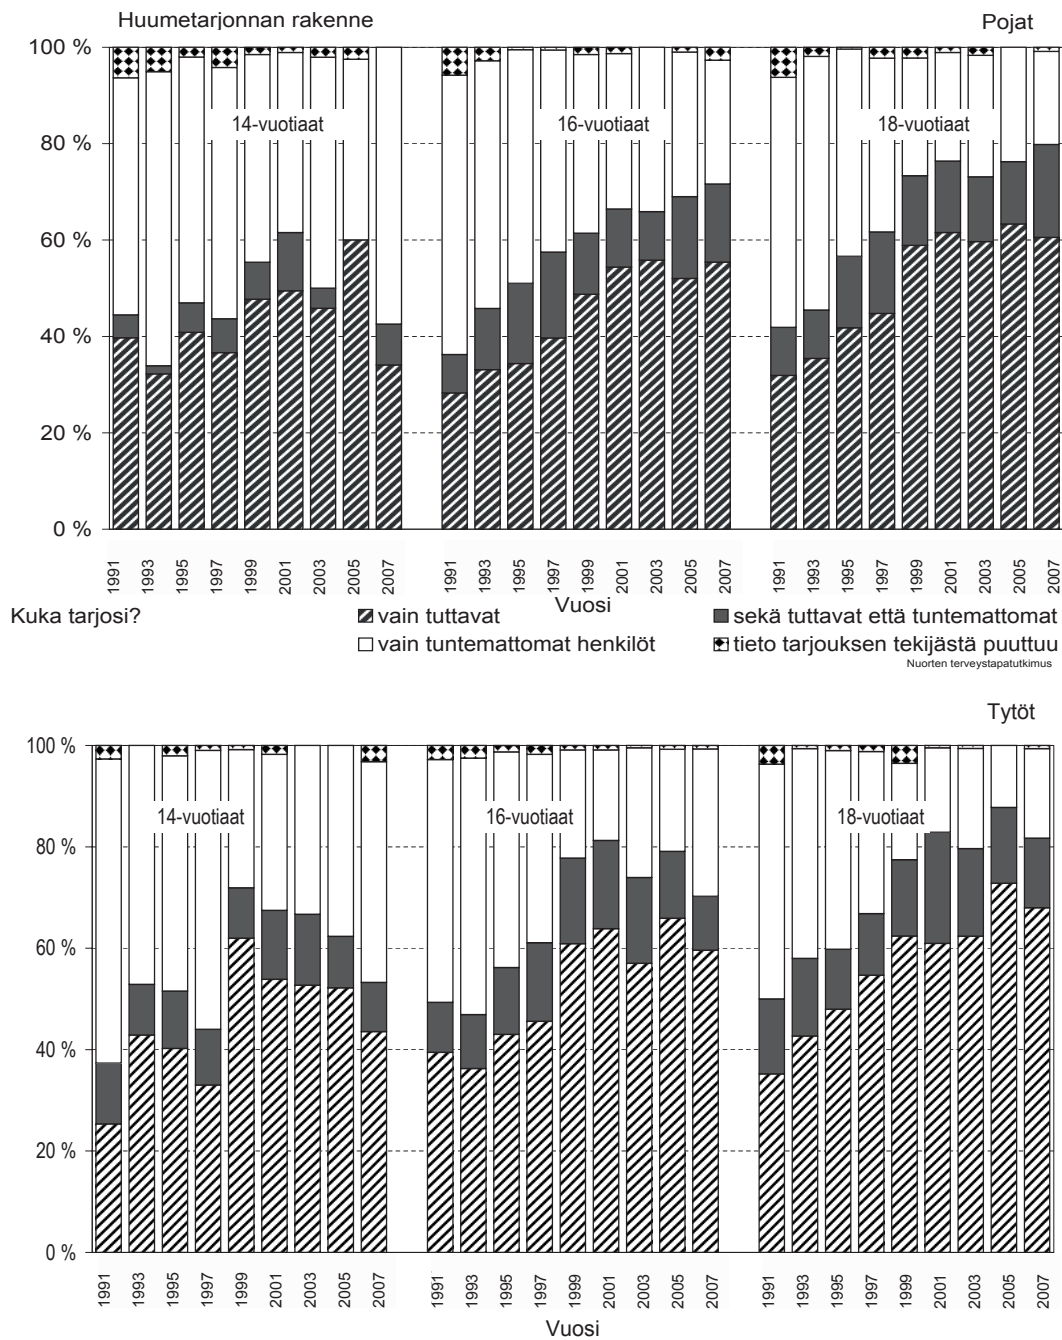 Huumetarjonnan rakenne
Pojat
100 %
80 %
60 %
40 %
20 %
0 %
14-vuotiaat
16-vuotiaat
18-vuotiaat
1991 1993 1995 1997 1999 2001 2003 2005 2007
1991 1993 1995 1997 1999 2001 2003 2005 2007
1991 1993 1995 1997 1999 2001 2003 2005 2007
Vuosi
Kuka tarjosi?
vain tuttavat
sekä tuttavat että tuntemattomat
vain tuntemattomat henkilöt
tieto tarjouksen tekijästä puuttuu
Nuorten terveystapatutkimus
Tytöt
100 %
80 %
60 %
40 %
20 %
0 %
14-vuotiaat
16-vuotiaat
18-vuotiaat
1991 1993 1995 1997 1999 2001 2003 2005 2007
1991 1993 1995 1997 1999 2001 2003 2005 2007
1991 1993 1995 1997 1999 2001 2003 2005 2007
Vuosi